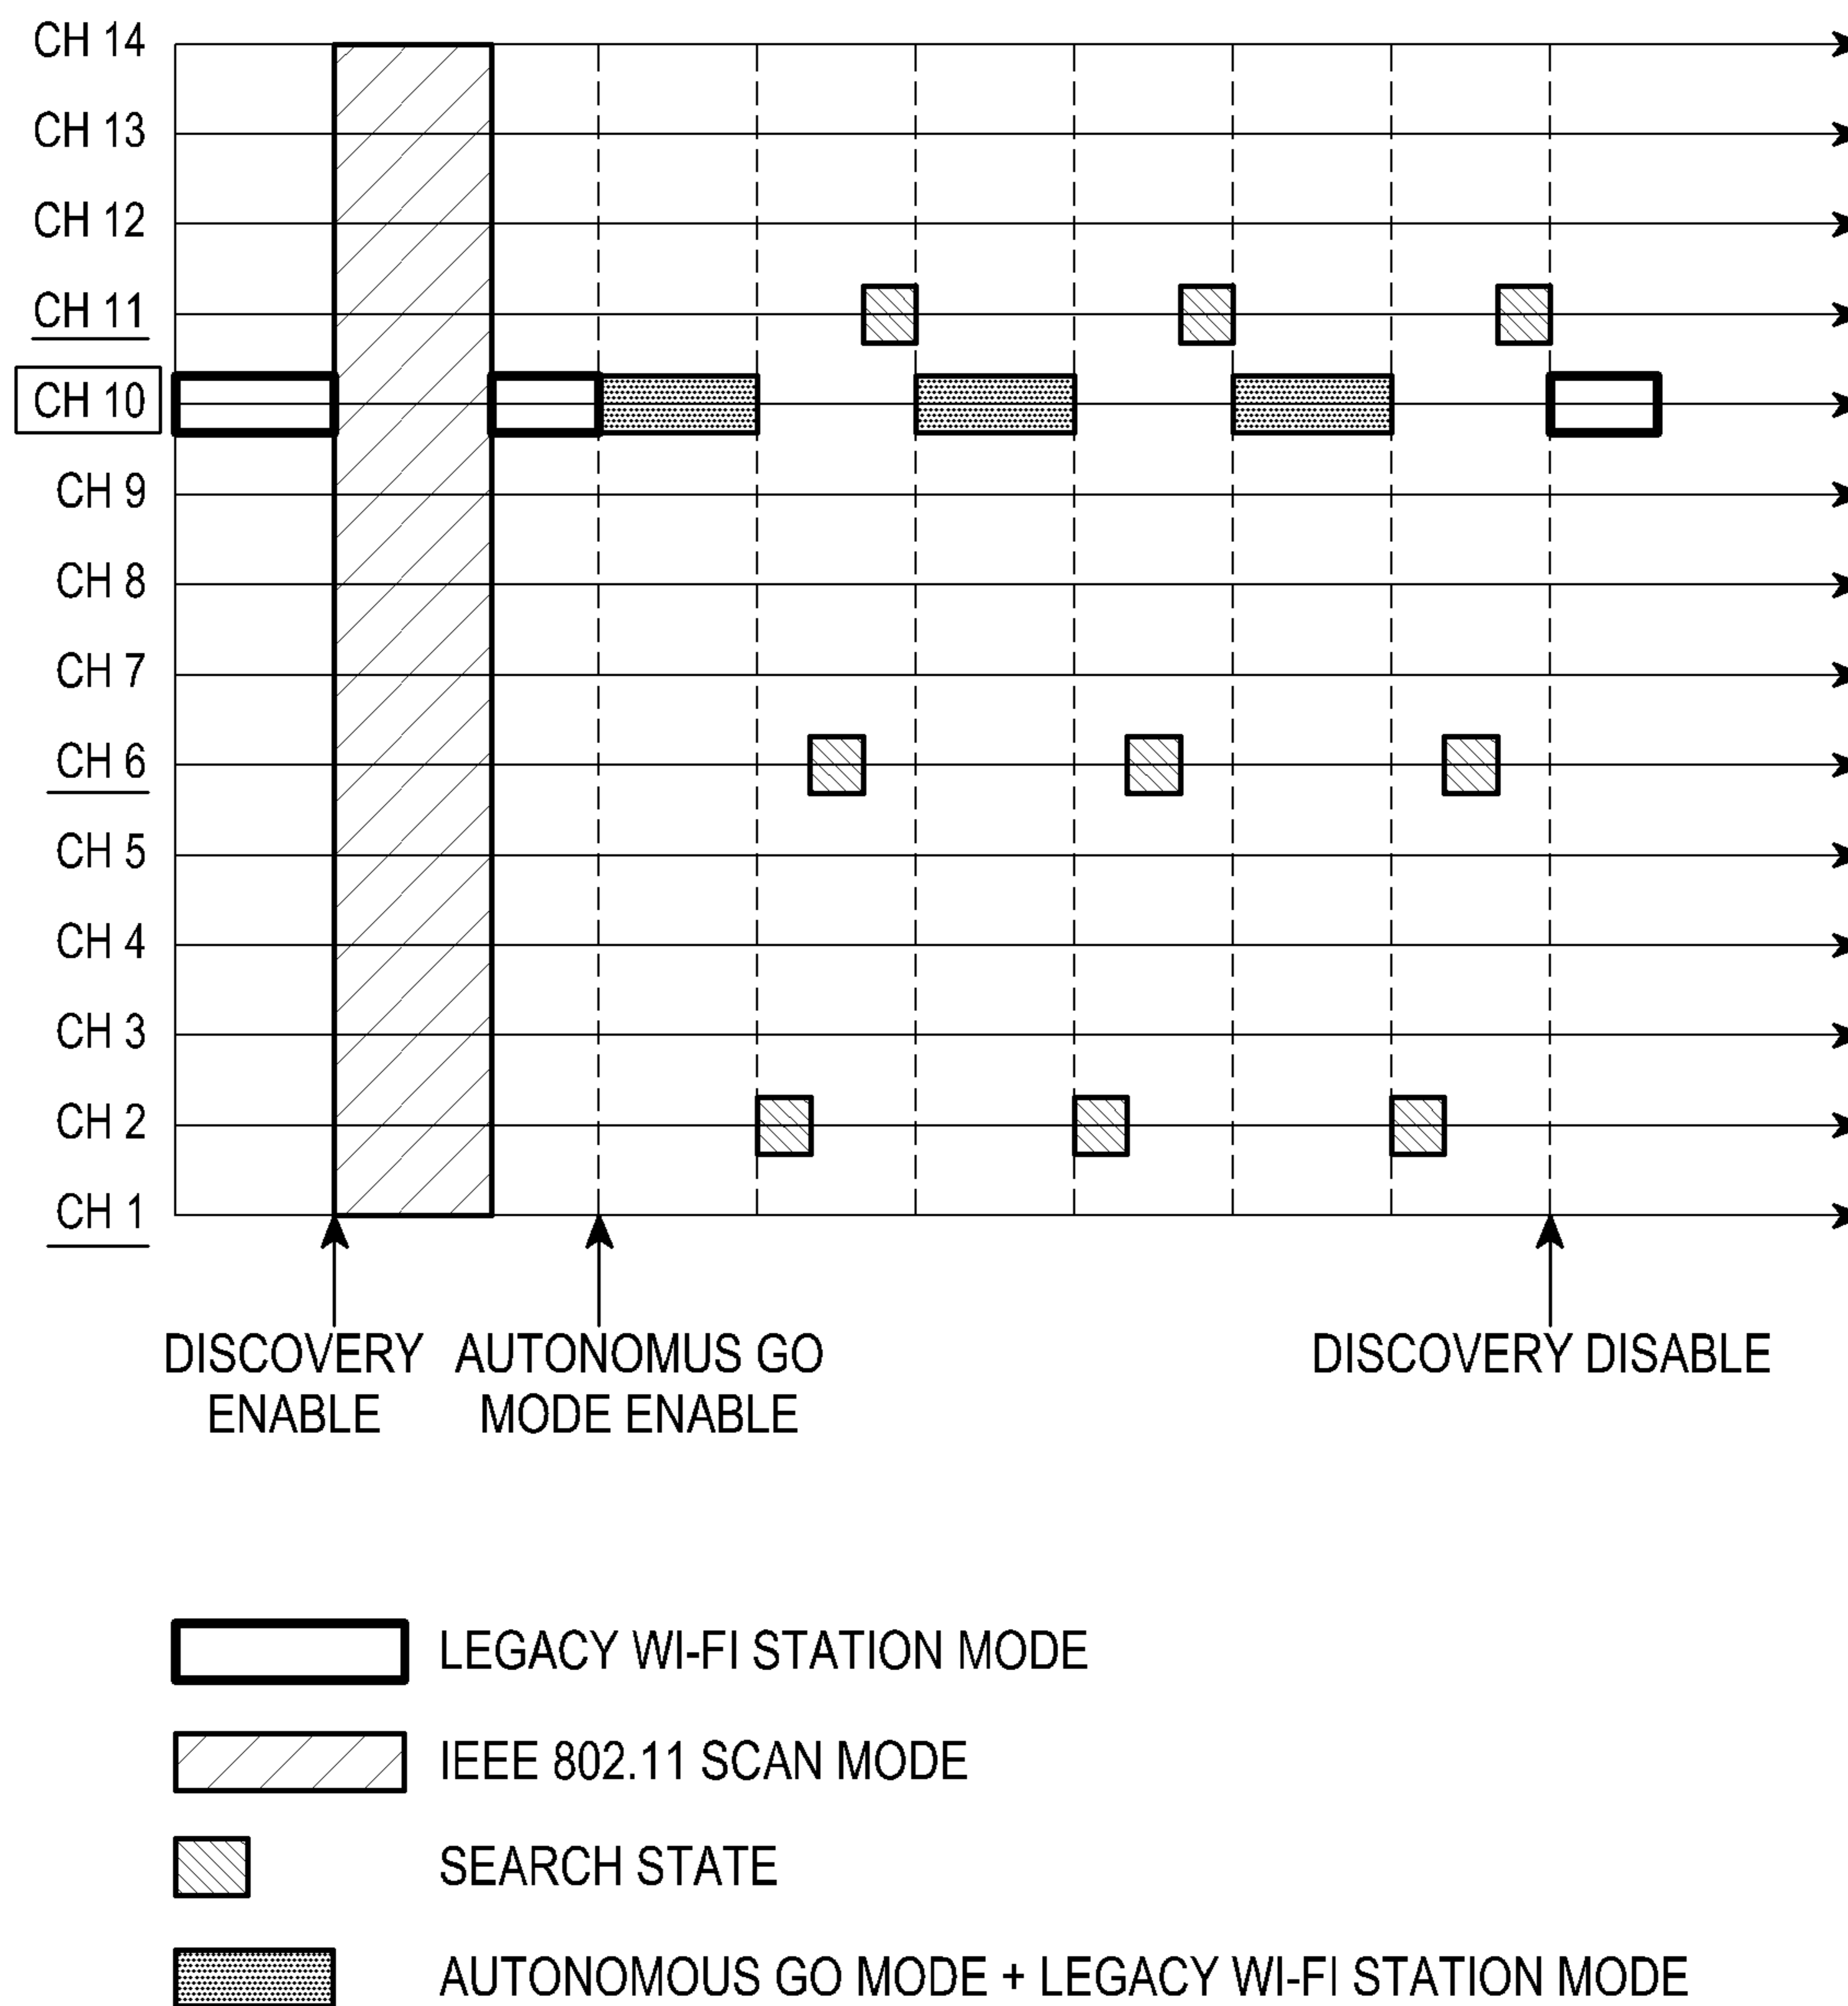 CH 14
CH 13
CH 12
CH 11
CH 10
CH 9
CH 8
CH 7
CH 6
CH 5
CH 4
CH 3
CH 2
CH 1
DISCOVERY
ENABLE
AUTONOMUS GO
MODE ENABLE
DISCOVERY DISABLE
LEGACY WI-FI STATION MODE
IEEE 802.11 SCAN MODE
SEARCH STATE
AUTONOMOUS GO MODE + LEGACY WI-FI STATION MODE